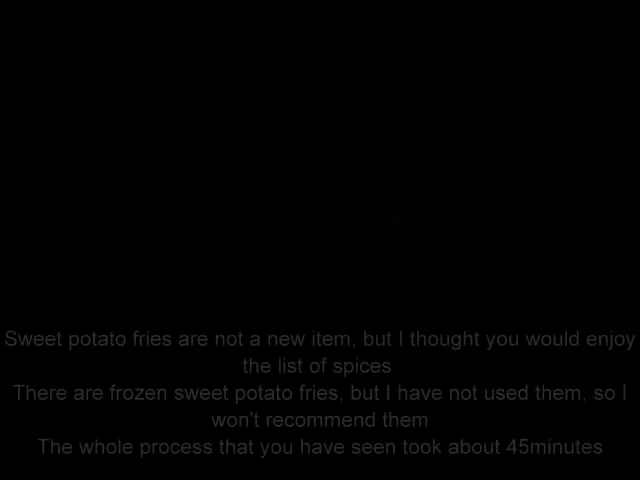 Sweet potato fries are not a new item, but I thought you would enjoy
the list of spices
There are frozen sweet potato fries, but I have not used them, so I
won't recommend them
The whole process that you have seen took about 45minutes